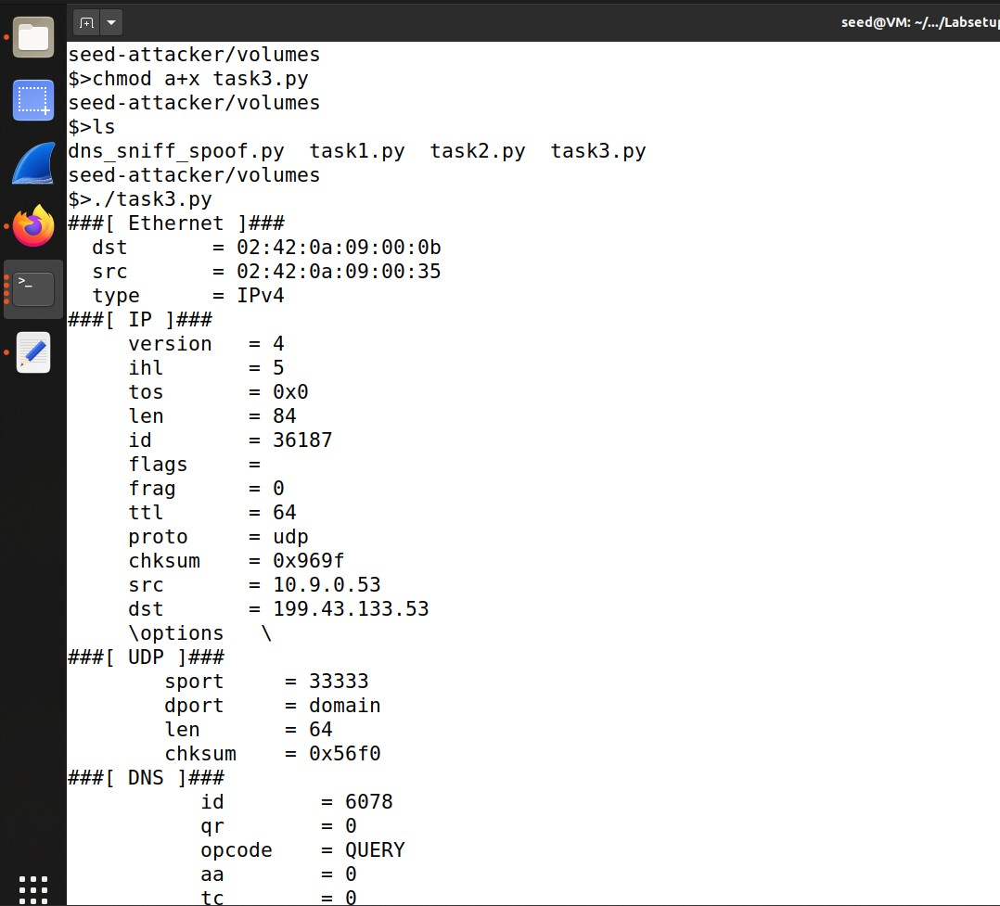 seed@VM: ~/.../Labsetup
seed-attacker/volumes
$>chmod a+x task3.py
seed-attacker/volumes
$>ls
dns_sniff_spoof.py  task1.py  task2.py  task3.py
seed-attacker/volumes
$>./task3.py
###[ Ethernet ]###
  dst       = 02:42:0a:09:00:0b
  src       = 02:42:0a:09:00:35
  type      = IPv4
###[ IP ]###
     version   = 4
     ihl       = 5
     tos       = 0x0
     len       = 84
     id        = 36187
     flags     =
     frag      = 0
     ttl       = 64
     proto     = udp
     chksum    = 0x969f
     src       = 10.9.0.53
     dst       = 199.43.133.53
     \options   \
###[ UDP ]###
        sport     = 33333
        dport     = domain
        len       = 64
        chksum    = 0x56f0
###[ DNS ]###
           id        = 6078
           qr        = 0
           opcode    = QUERY
           aa        = 0
           tc        = 0